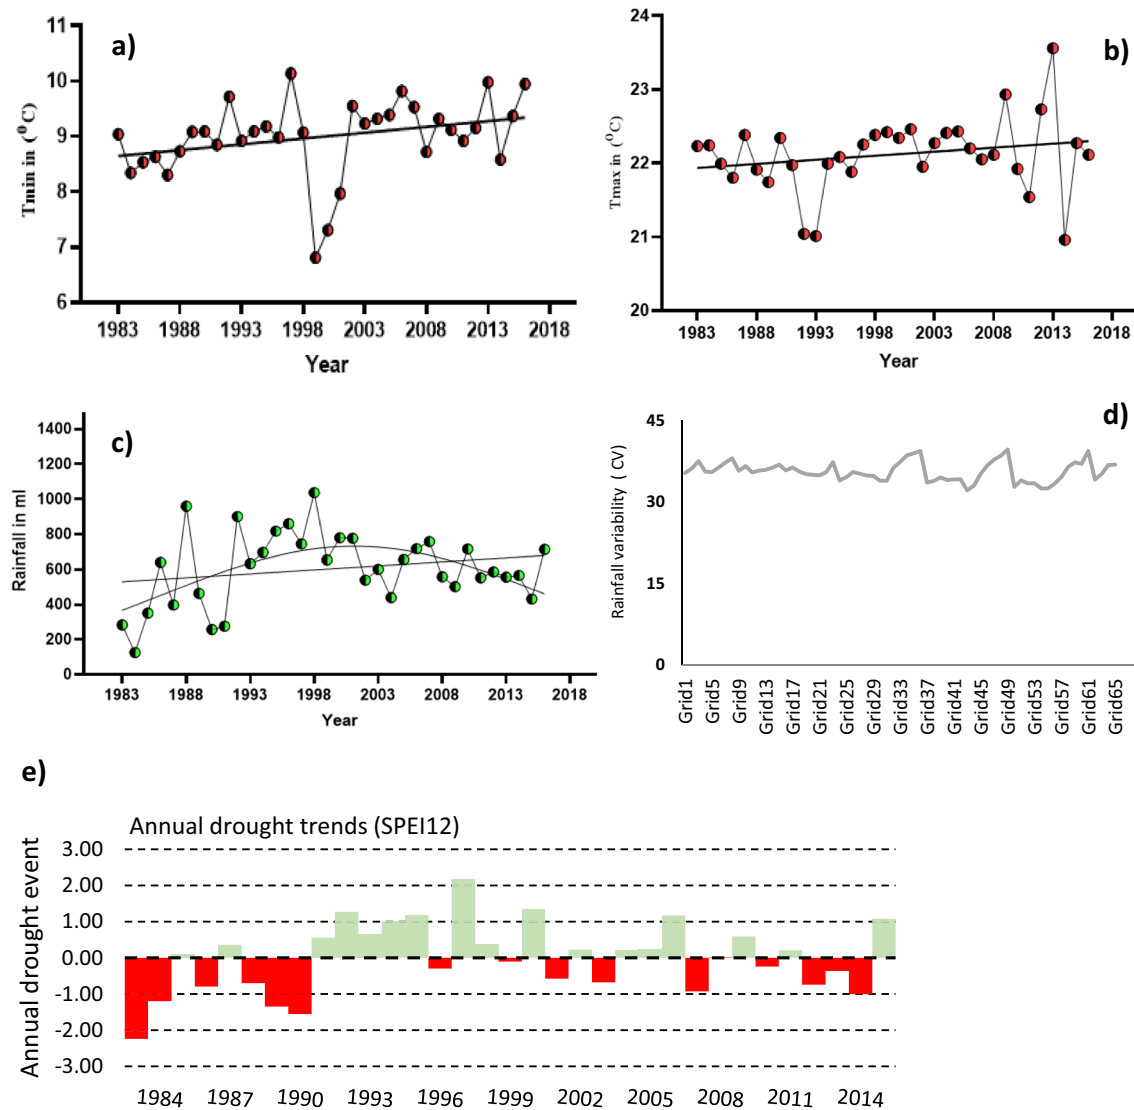 a)
Tmin in (⁰C)
11
10
9
8
7
6
1983 1988 1993 1998 2003 2008 2013 2018
Year
b)
Tmax in (⁰C)
24
23
22
21
20
1983 1988 1993 1998 2003 2008 2013 2018
Year
c)
Rainfall in ml
1400
1200
1000
800
600
400
200
0
1983 1988 1993 1998 2003 2008 2013 2018
Year
d)
Rainfall variability ( CV)
45
30
15
0
Grid1 Grid5 Grid9 Grid13 Grid17 Grid21 Grid25 Grid29 Grid33 Grid37 Grid41 Grid45 Grid49 Grid53 Grid57 Grid61 Grid65
e)
Annual drought trends (SPEI12)
Annual drought event
3.00
2.00
1.00
0.00
-1.00
-2.00
-3.00
1984 1987 1990 1993 1996 1999 2002 2005 2008 2011 2014